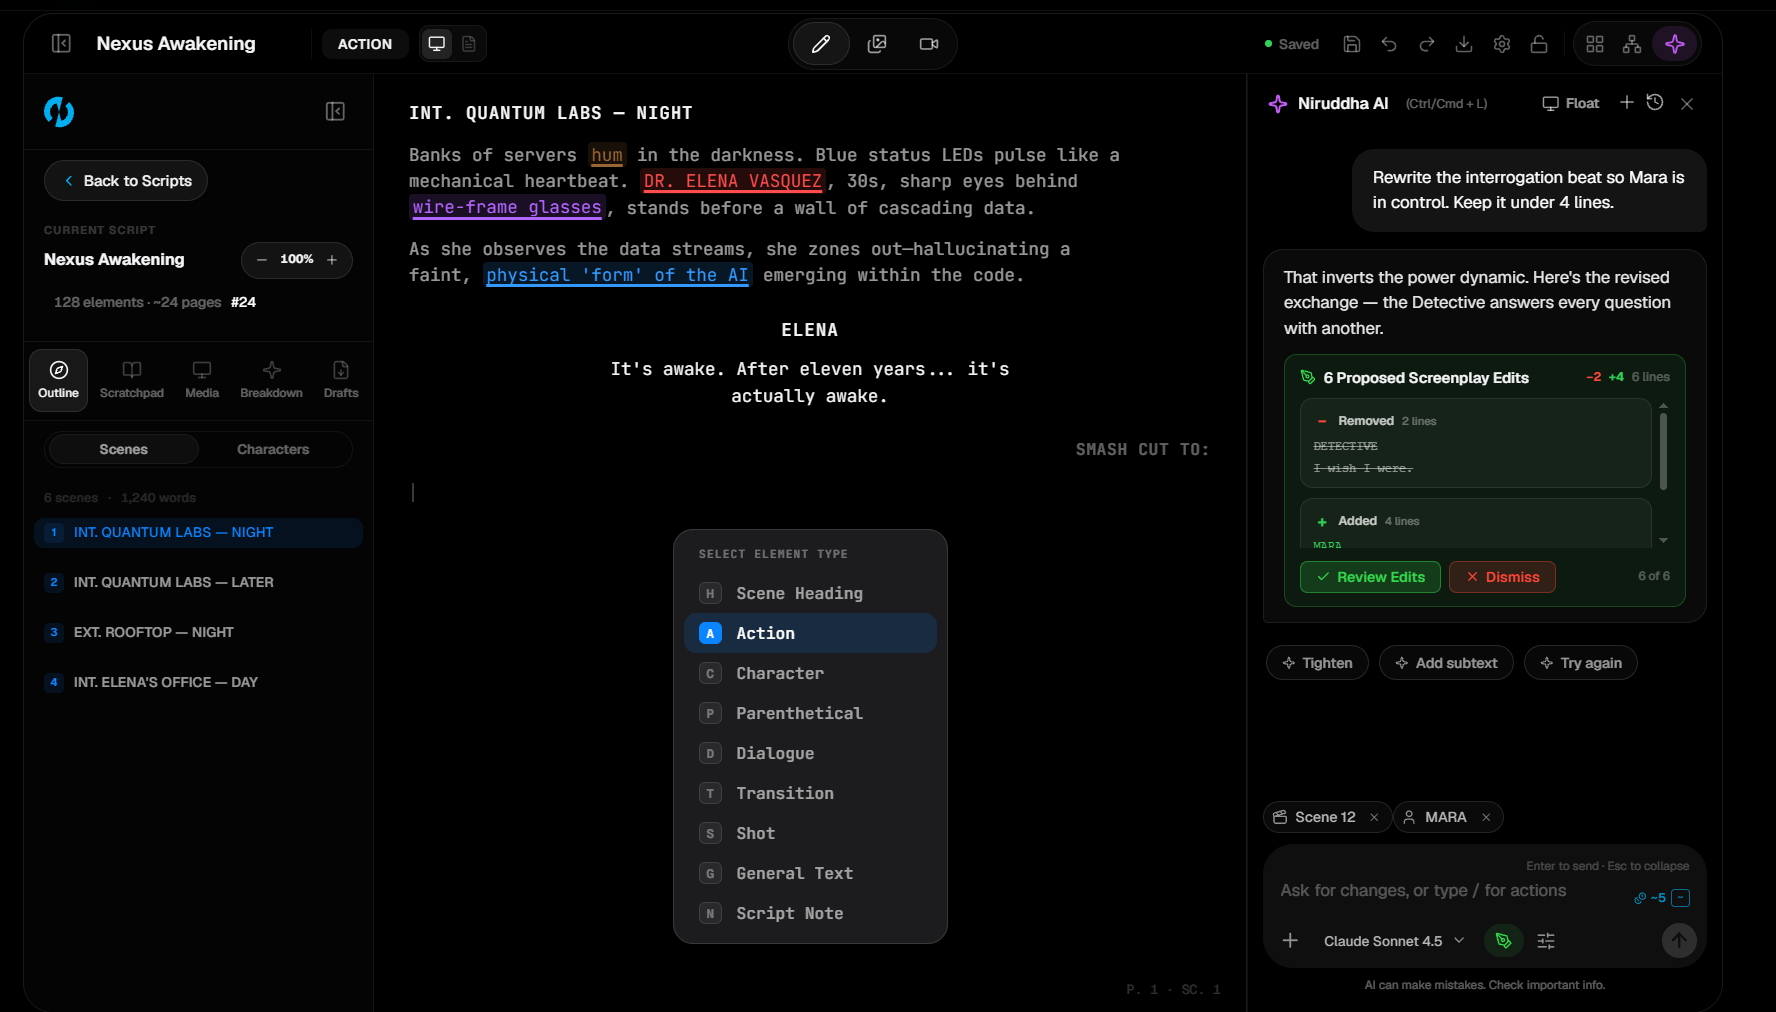 Nexus Awakening
ACTION
Saved
Back to Scripts
CURRENT SCRIPT
Nexus Awakening
− 100% +
128 elements · ~24 pages #24
Outline
Scratchpad
Media
Breakdown
Drafts
Scenes
Characters
6 scenes · 1,240 words
1 INT. QUANTUM LABS — NIGHT
2 INT. QUANTUM LABS — LATER
3 EXT. ROOFTOP — NIGHT
4 INT. ELENA'S OFFICE — DAY
INT. QUANTUM LABS — NIGHT
Banks of servers hum in the darkness. Blue status LEDs pulse like a
mechanical heartbeat. DR. ELENA VASQUEZ, 30s, sharp eyes behind
wire-frame glasses, stands before a wall of cascading data.
As she observes the data streams, she zones out—hallucinating a
faint, physical 'form' of the AI emerging within the code.
ELENA
It's awake. After eleven years... it's
actually awake.
SMASH CUT TO:
SELECT ELEMENT TYPE
H Scene Heading
A Action
C Character
P Parenthetical
D Dialogue
T Transition
S Shot
G General Text
N Script Note
P. 1 · SC. 1
Niruddha AI (Ctrl/Cmd + L)
Float
Rewrite the interrogation beat so Mara is
in control. Keep it under 4 lines.
That inverts the power dynamic. Here's the revised
exchange — the Detective answers every question
with another.
6 Proposed Screenplay Edits −2 +4 6 lines
− Removed 2 lines
DETECTIVE
I wish I were.
+ Added 4 lines
MARA
Review Edits
Dismiss
6 of 6
Tighten
Add subtext
Try again
Scene 12
MARA
Enter to send · Esc to collapse
Ask for changes, or type / for actions
~5
Claude Sonnet 4.5
AI can make mistakes. Check important info.